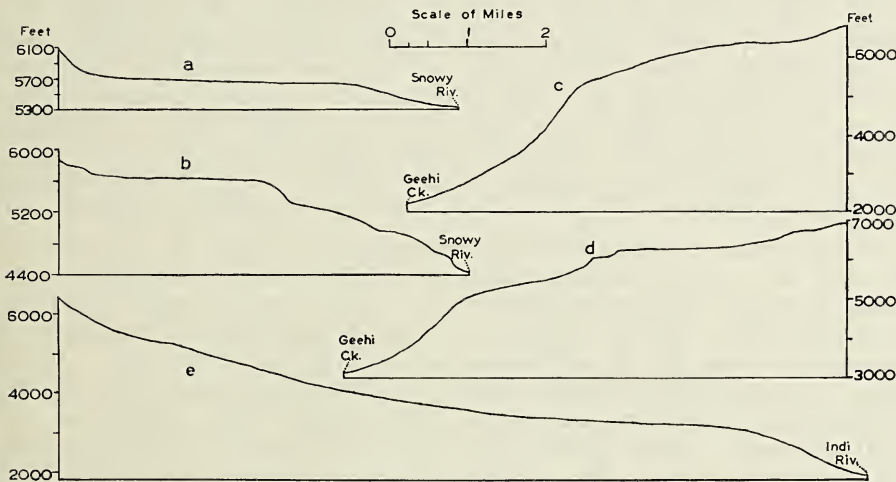 Scale of Miles
0 1 2
Feet
6100
5700
5300
a
Snowy
Riv.
6000
5200
4400
b
Snowy
Riv.
Feet
6000
4000
2000
c
Geehi
Ck.
7000
5000
3000
d
Geehi
Ck.
6000
4000
2000
e
Indi
Riv.